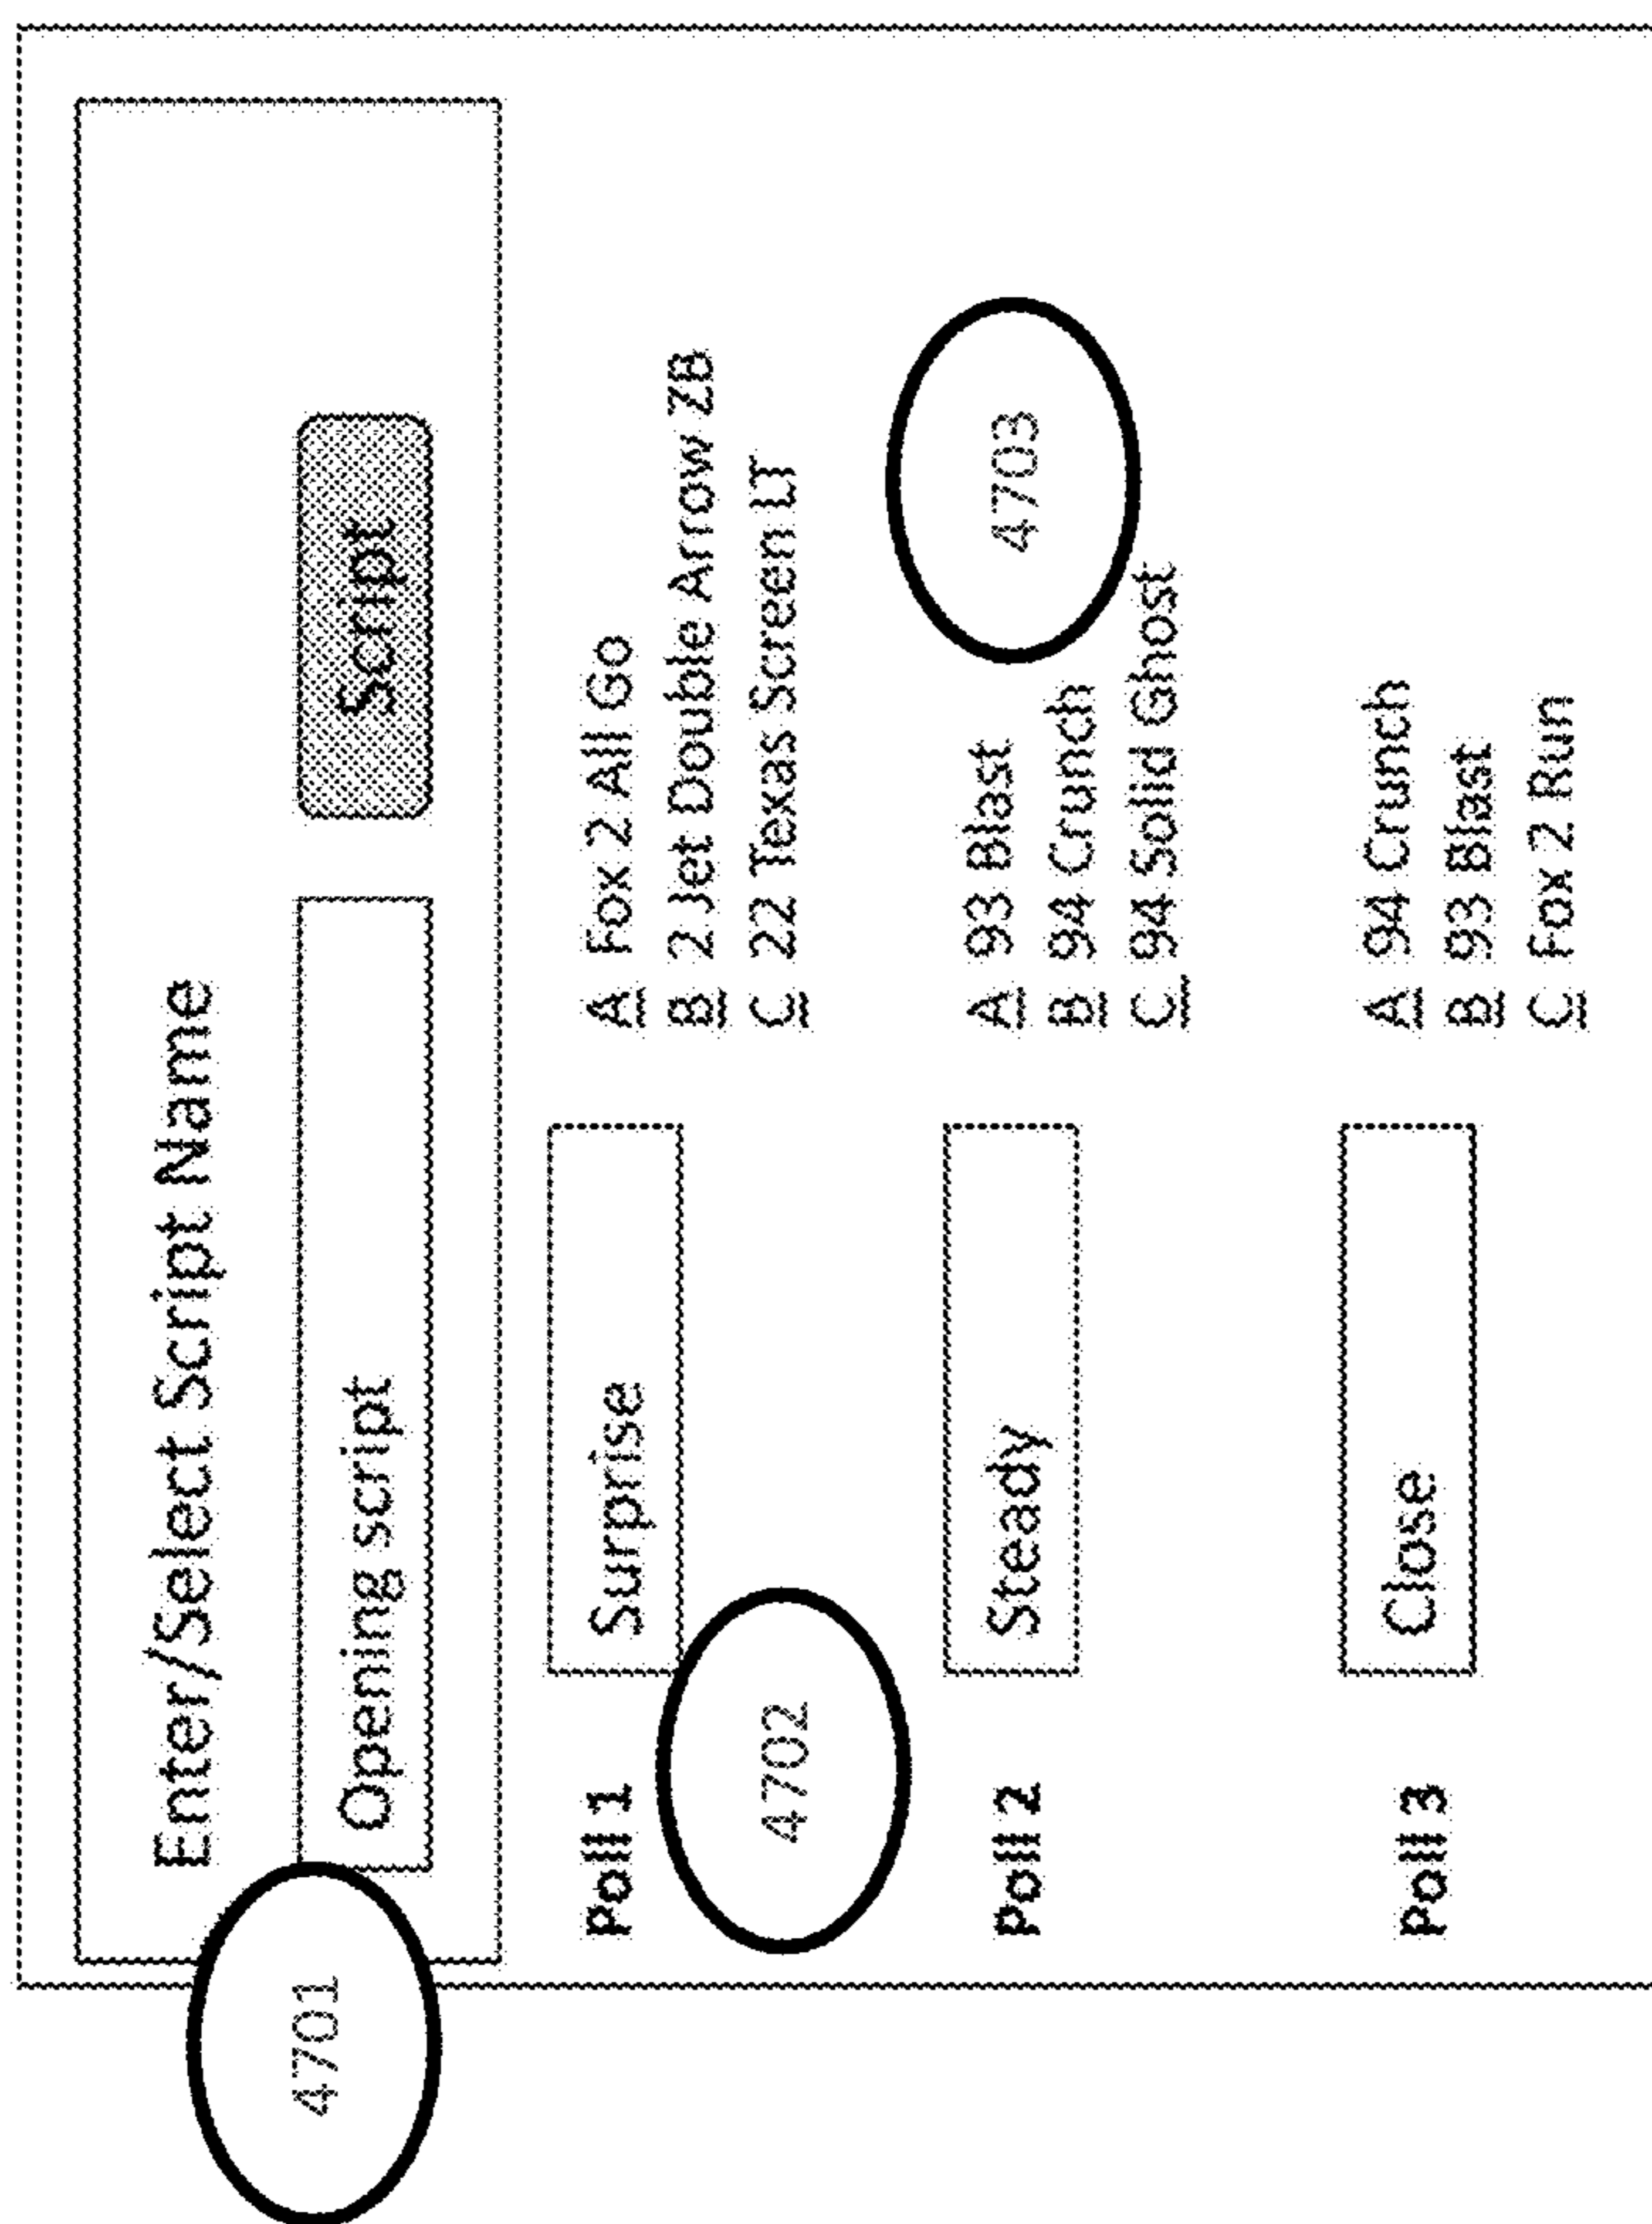 Enter/Select Script Name
4701
Opening script
Script
Poll 1
Surprise
A Fox 2 All Go
B 2 Jet Double Arrow ZB
C 22 Texas Screen LT
4702
Poll 2
Steady
A 93 Blast
B 94 Crunch
C 94 Solid Ghost
4703
Poll 3
Close
A 94 Crunch
B 93 Blast
C Fox 2 Run